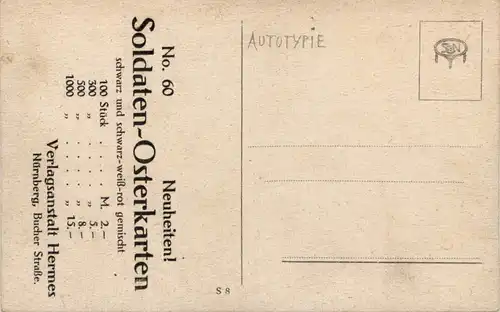 No. 60 Neuheiten!
Soldaten-Osterkarten
schwarz und schwarz-weiß-rot gemischt
100 Stück . . . . M. 2.–
300 „ . . . . „ 5.–
500 „ . . . . „ 8.–
1000 „ . . . . „ 15.–
Verlagsanstalt Hermes
Nürnberg, Bucher Straße.
AUTOTYPIE
S 8